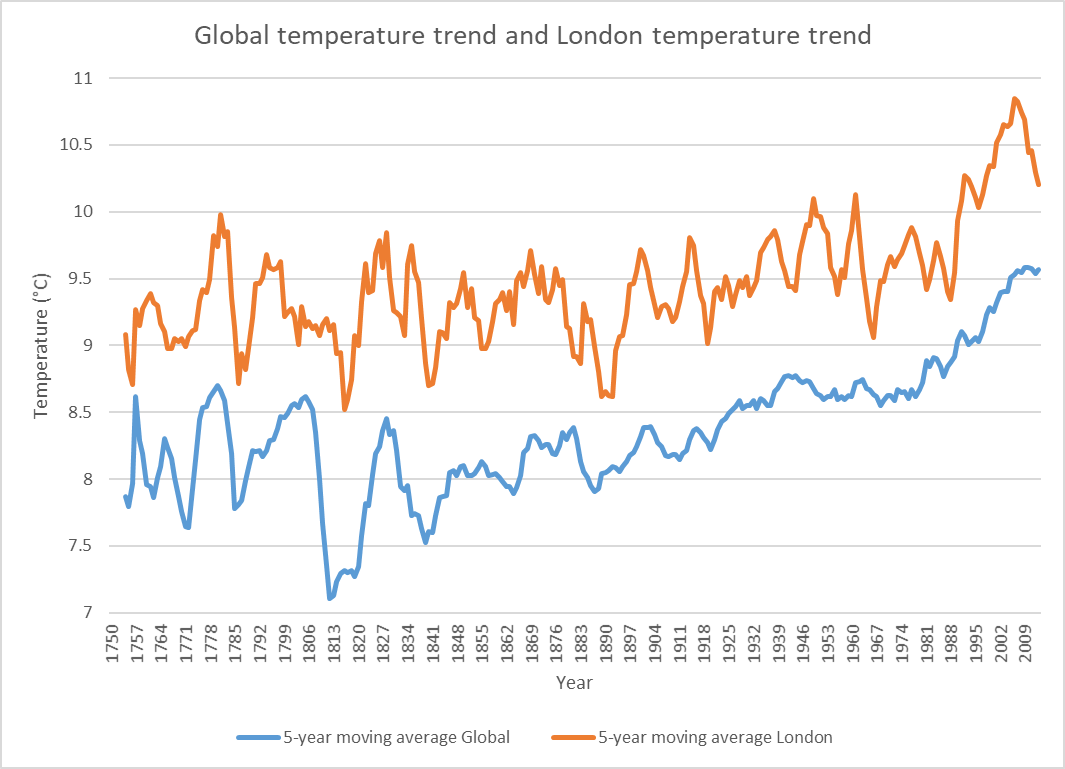 Global temperature trend and London temperature trend
11
10.5
10
9.5
9
8.5
8
7.5
7
Temperature (°C)
1750 1757 1764 1771 1778 1785 1792 1799 1806 1813 1820 1827 1834 1841 1848 1855 1862 1869 1876 1883 1890 1897 1904 1911 1918 1925 1932 1939 1946 1953 1960 1967 1974 1981 1988 1995 2002 2009
Year
5-year moving average Global 5-year moving average London